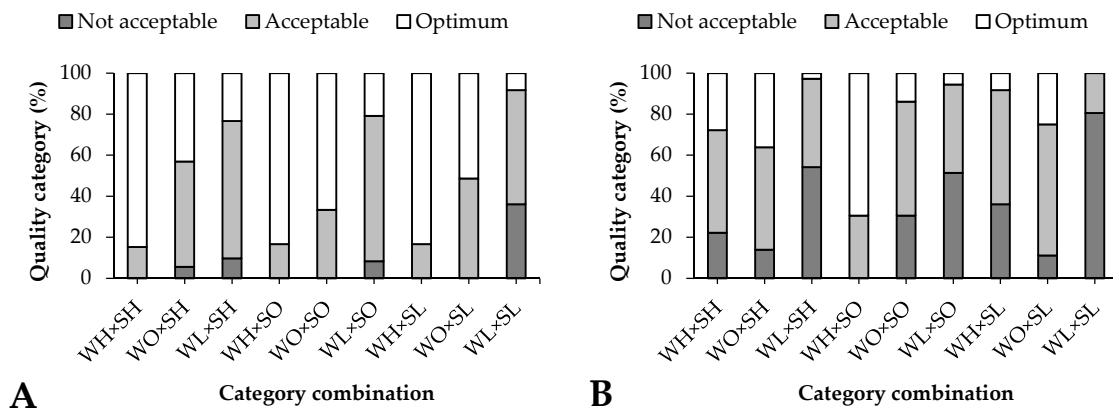 Not acceptable Acceptable Optimum
100
80
60
40
20
0
Quality category (%)
WH×SH WO×SH WL×SH WH×SO WO×SO WL×SO WH×SL WO×SL WL×SL
Category combination
A
Not acceptable Acceptable Optimum
100
80
60
40
20
0
Quality category (%)
WH×SH WO×SH WL×SH WH×SO WO×SO WL×SO WH×SL WO×SL WL×SL
Category combination
B